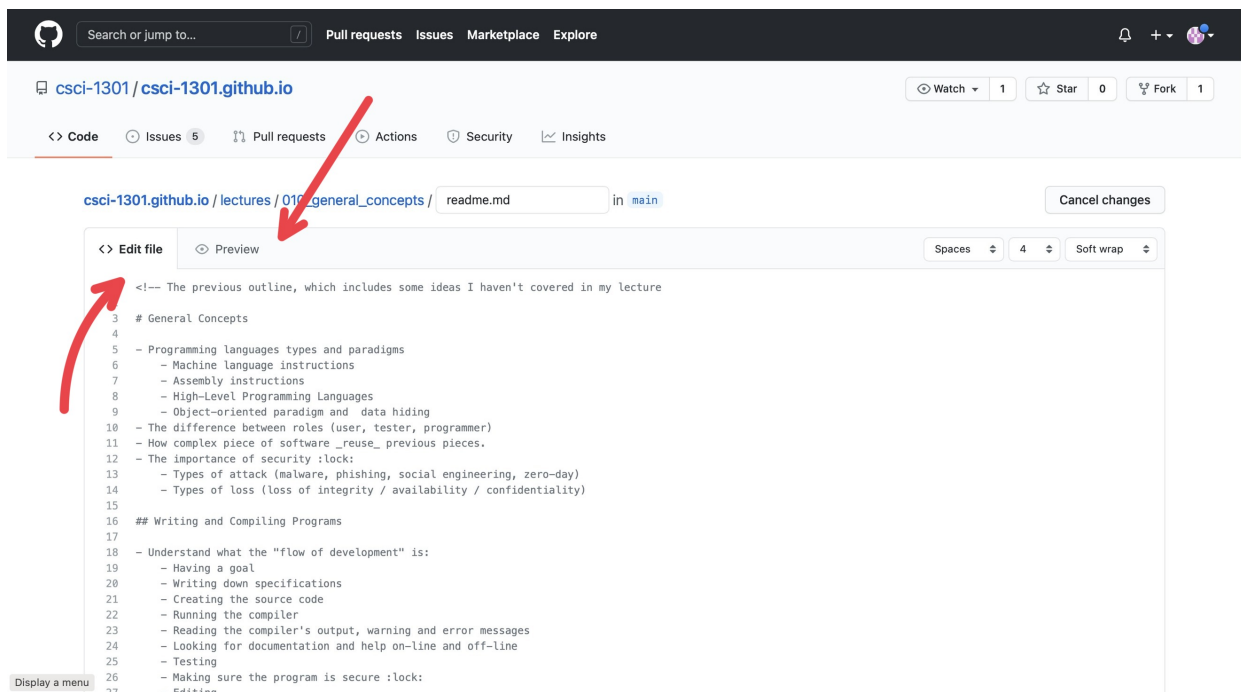 Search or jump to... /
Pull requests Issues Marketplace Explore
csci-1301 / csci-1301.github.io
Watch 1 Star 0 Fork 1
<> Code Issues 5 Pull requests Actions Security Insights
csci-1301.github.io / lectures / 010_general_concepts / readme.md in main Cancel changes
<> Edit file Preview Spaces 4 Soft wrap
<!-- The previous outline, which includes some ideas I haven't covered in my lecture
3 # General Concepts
4
5 - Programming languages types and paradigms
6 - Machine language instructions
7 - Assembly instructions
8 - High-Level Programming Languages
9 - Object-oriented paradigm and  data hiding
10 - The difference between roles (user, tester, programmer)
11 - How complex piece of software _reuse_ previous pieces.
12 - The importance of security :lock:
13 - Types of attack (malware, phishing, social engineering, zero-day)
14 - Types of loss (loss of integrity / availability / confidentiality)
15
16 ## Writing and Compiling Programs
17
18 - Understand what the "flow of development" is:
19 - Having a goal
20 - Writing down specifications
21 - Creating the source code
22 - Running the compiler
23 - Reading the compiler's output, warning and error messages
24 - Looking for documentation and help on-line and off-line
25 - Testing
26 - Making sure the program is secure :lock:
27 - Editing
Display a menu